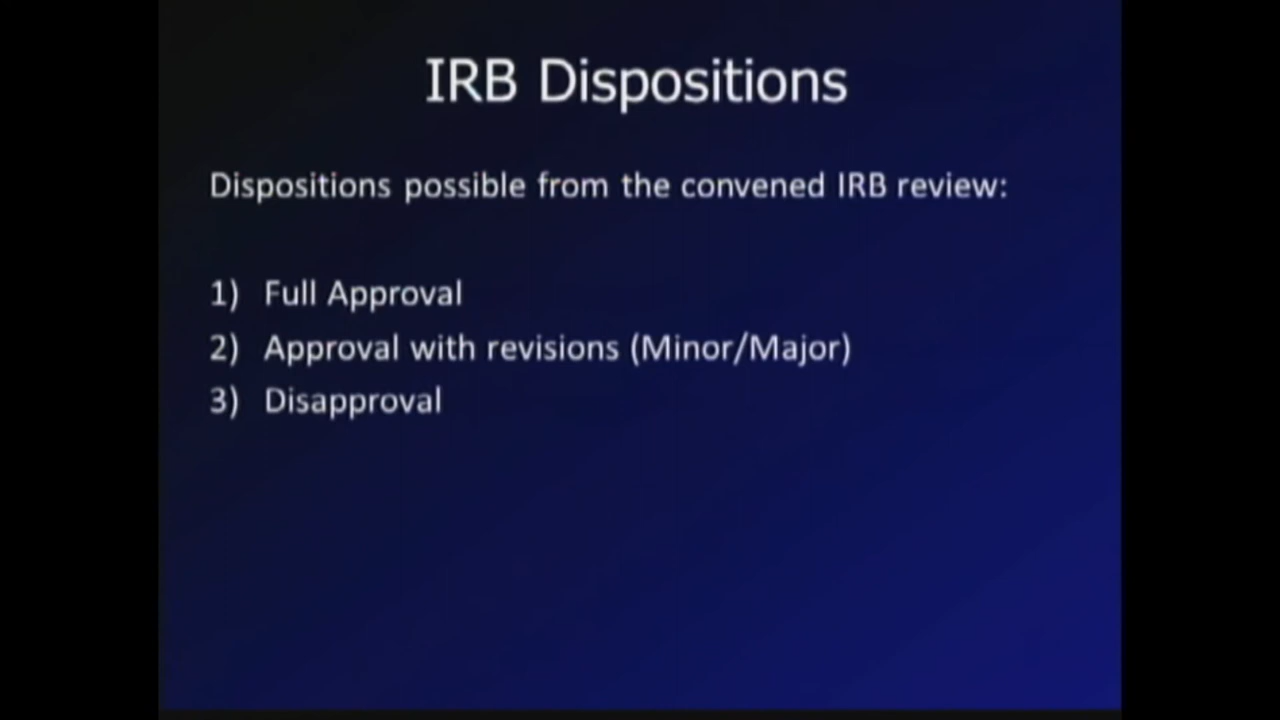 IRB Dispositions
Dispositions possible from the convened IRB review:
1) Full Approval
2) Approval with revisions (Minor/Major)
3) Disapproval